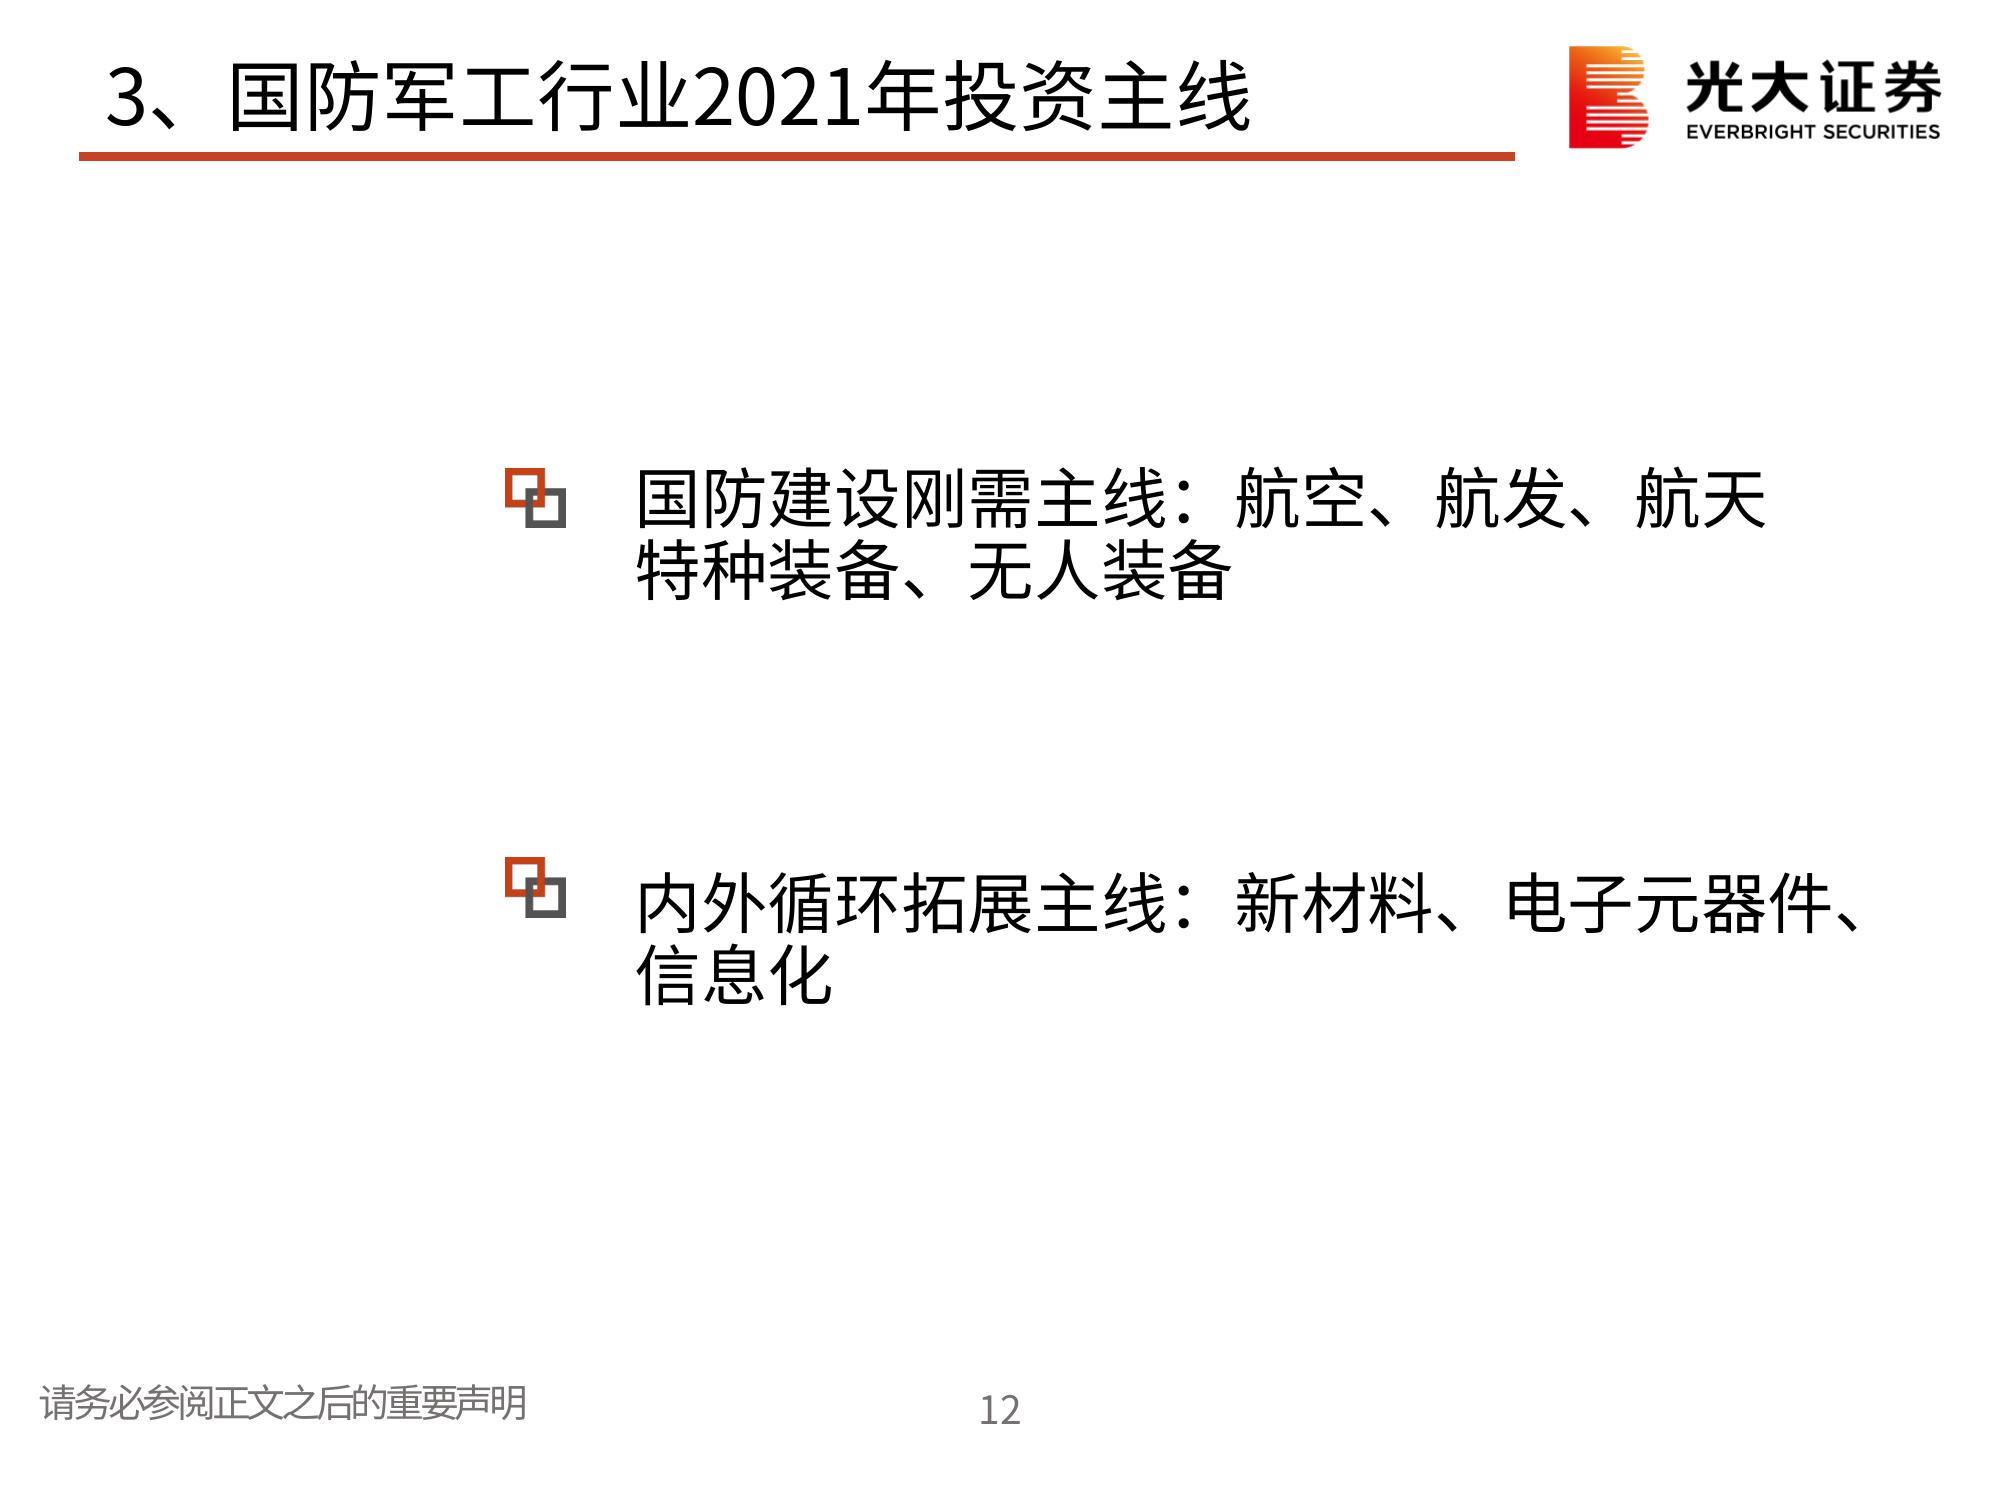 3、国防军工行业2021年投资主线
光大证券
EVERBRIGHT SECURITIES
国防建设刚需主线：航空、航发、航天
特种装备、无人装备
内外循环拓展主线：新材料、电子元器件、
信息化
请务必参阅正文之后的重要声明
12